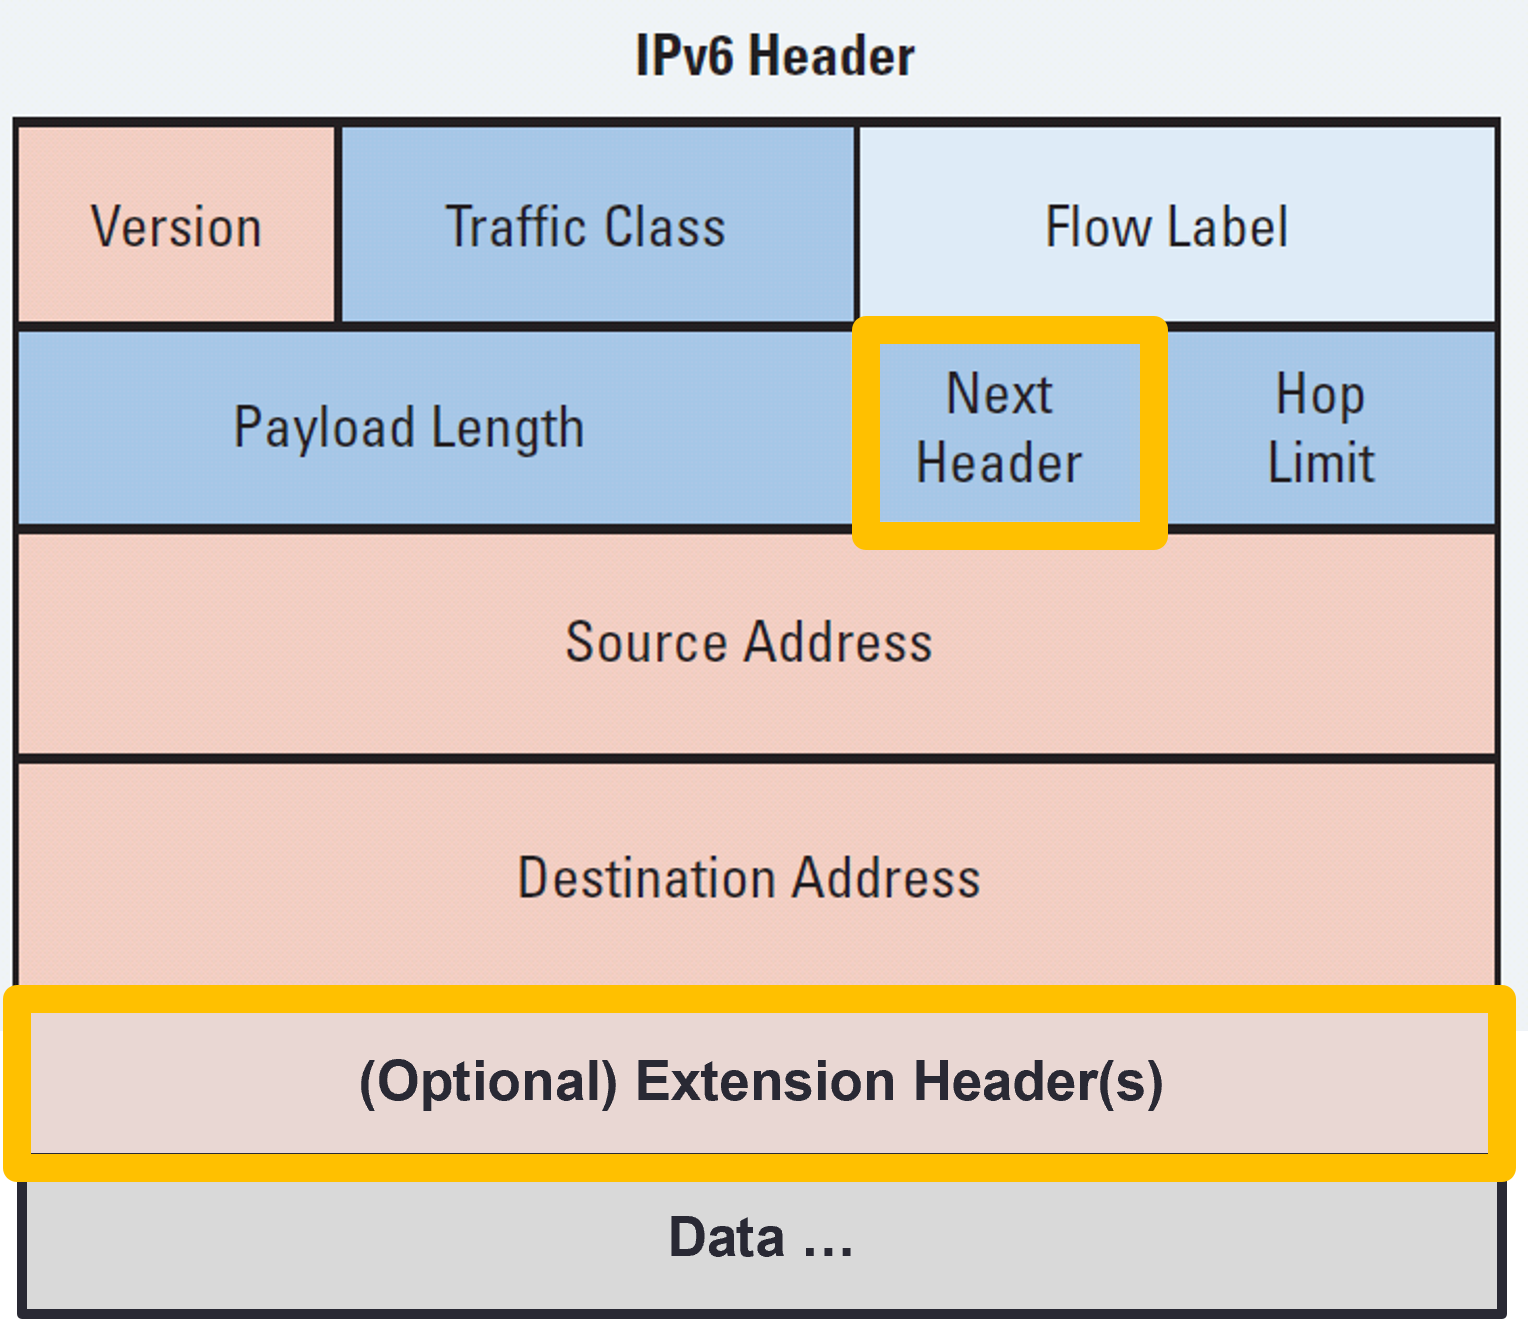 IPv6 Header
Version
Traffic Class
Flow Label
Payload Length
Next
Header
Hop
Limit
Source Address
Destination Address
(Optional) Extension Header(s)
Data …